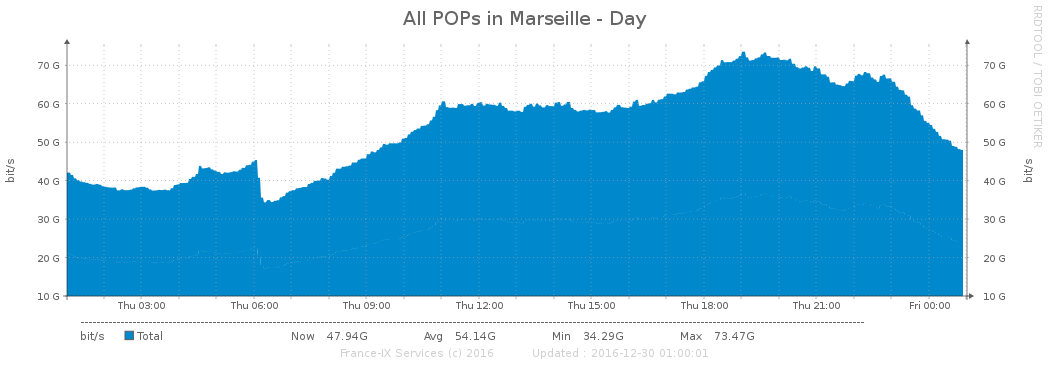 All POPs in Marseille - Day
RRDTOOL / TOBI OETIKER
bit/s
70 G
60 G
50 G
40 G
30 G
20 G
10 G
70 G
60 G
50 G
40 G
30 G
20 G
10 G
bit/s
Thu 03:00 Thu 06:00 Thu 09:00 Thu 12:00 Thu 15:00 Thu 18:00 Thu 21:00 Fri 00:00
bit/s Total Now 47.94G Avg 54.14G Min 34.29G Max 73.47G
France-IX Services (c) 2016 Updated : 2016-12-30 01:00:01